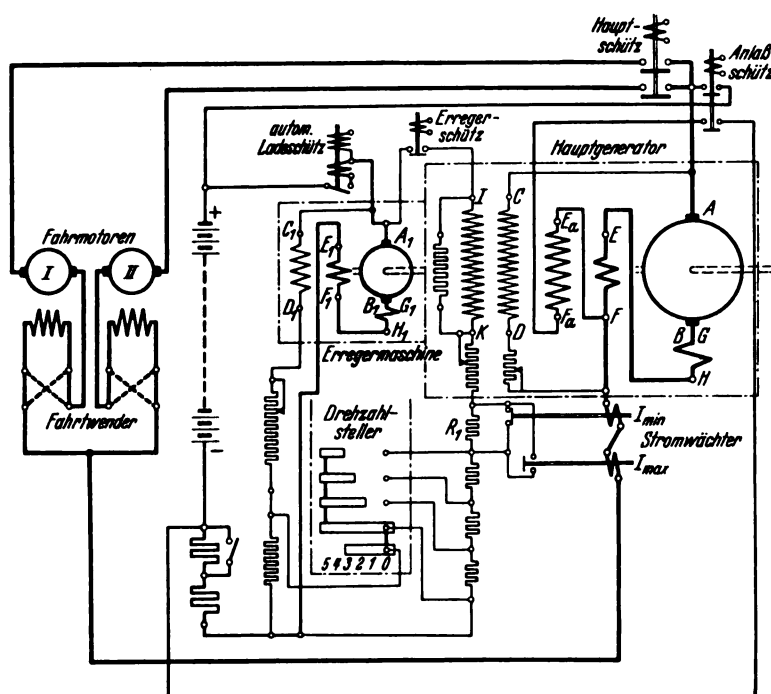 Haupt-
schütz
Anlaß
schütz
Erreger-
schütz
autom.
Ladeschütz
Hauptgenerator
+
Fahrmotoren
I
II
C1
E1
A1
I
C
Ea
E
A
D1
F1
B1
G1
H1
K
D
Fa
F
B
G
H
Erregermaschine
Fahrtwender
Drehzahl-
steller
R1
Imin
Stromwächter
Imax
-
5 4 3 2 1 0